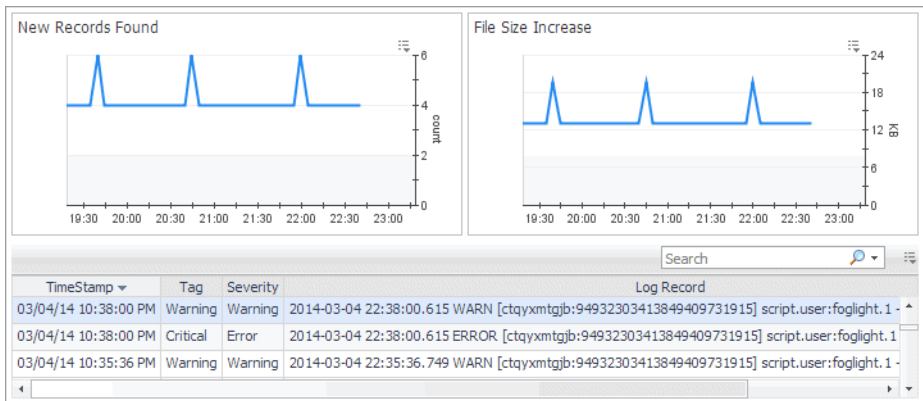 New Records Found
6
4
count
2
0
19:30 20:00 20:30 21:00 21:30 22:00 22:30 23:00
File Size Increase
24
18
12 KB
6
0
19:30 20:00 20:30 21:00 21:30 22:00 22:30 23:00
Search
TimeStamp Tag Severity Log Record
03/04/14 10:38:00 PM Warning Warning 2014-03-04 22:38:00.615 WARN [ctqyxmtgjb:94932303413849409731915] script.user:foglight.1 -
03/04/14 10:38:00 PM Critical Error 2014-03-04 22:38:00.615 ERROR [ctqyxmtgjb:94932303413849409731915] script.user:foglight.1
03/04/14 10:35:36 PM Warning Warning 2014-03-04 22:35:36.749 WARN [ctqyxmtgjb:94932303413849409731915] script.user:foglight.1 -